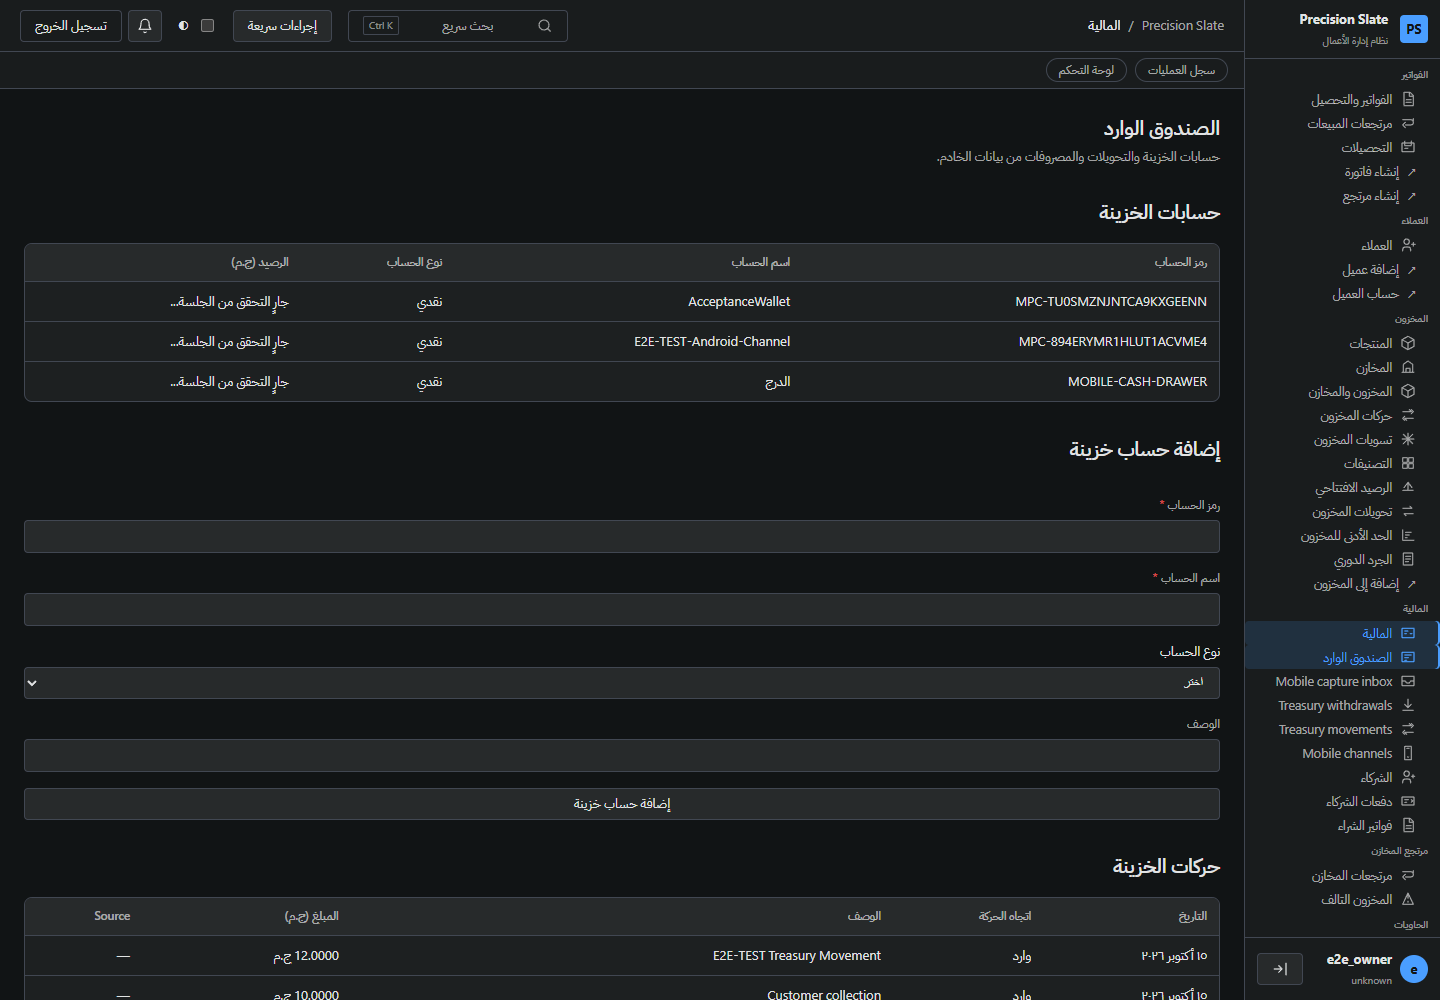 PS
Precision Slate
نظام إدارة الأعمال
الفواتير
الفواتير والتحصيل
مرتجعات المبيعات
التحصيلات
إنشاء فاتورة
إنشاء مرتجع
العملاء
العملاء
إضافة عميل
حساب العميل
المخزون
المنتجات
المخازن
المخزون والمخازن
حركات المخزون
تسويات المخزون
التصنيفات
الرصيد الافتتاحي
تحويلات المخزون
الحد الأدنى للمخزون
الجرد الدوري
إضافة إلى المخزون
المالية
المالية
الصندوق الوارد
Mobile capture inbox
Treasury withdrawals
Treasury movements
Mobile channels
الشركاء
دفعات الشركاء
فواتير الشراء
مرتجع المخازن
مرتجعات المخازن
المخزون التالف
الحاويات
e
e2e_owner
unknown
Precision Slate / المالية
بحث سريع
Ctrl K
إجراءات سريعة
تسجيل الخروج
سجل العمليات
لوحة التحكم
الصندوق الوارد
حسابات الخزينة والتحويلات والمصروفات من بيانات الخادم.
حسابات الخزينة
رمز الحساب اسم الحساب نوع الحساب الرصيد (ج.م)
MPC-TU0SMZNJNTCA9KXGEENN AcceptanceWallet نقدي جارٍ التحقق من الجلسة...
MPC-894ERYMR1HLUT1ACVME4 E2E-TEST-Android-Channel نقدي جارٍ التحقق من الجلسة...
MOBILE-CASH-DRAWER الدرج نقدي جارٍ التحقق من الجلسة...
إضافة حساب خزينة
رمز الحساب *
اسم الحساب *
نوع الحساب
اختر
الوصف
إضافة حساب خزينة
حركات الخزينة
التاريخ اتجاه الحركة الوصف المبلغ (ج.م) Source
١٥ أكتوبر ٢٠٢٦ وارد E2E-TEST Treasury Movement 12.0000 ج.م —
١٥ أكتوبر ٢٠٢٦ وارد Customer collection 10.0000 ج.م —